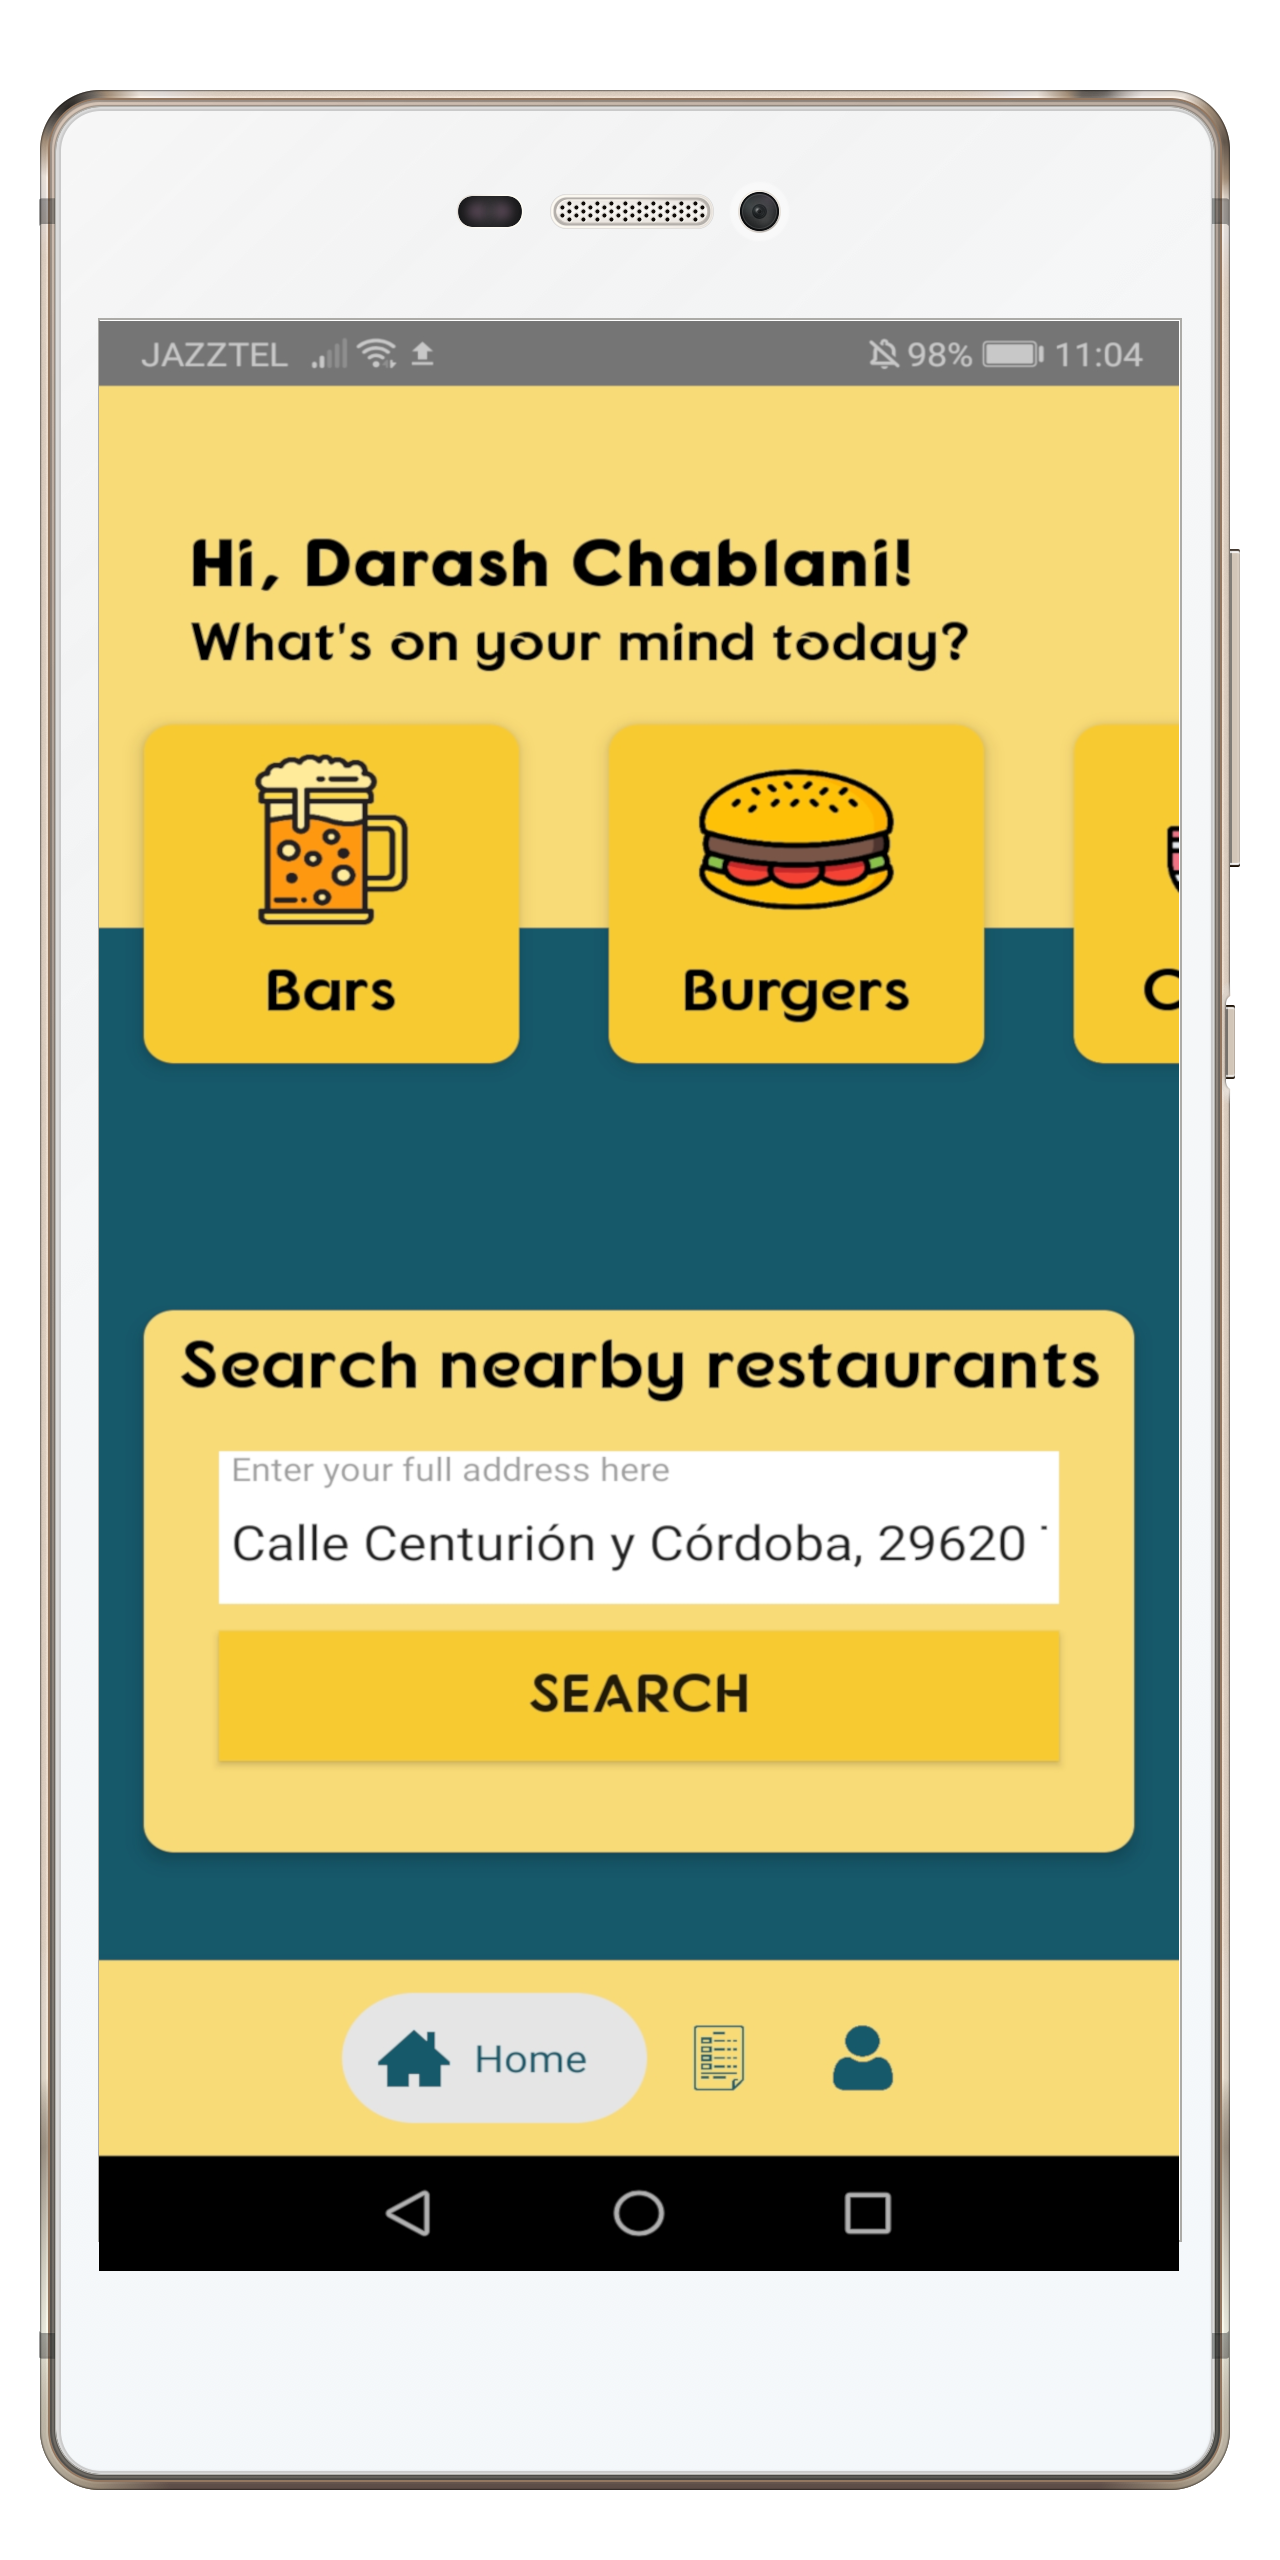 JAZZTEL 98% 11:04
Hi, Darash Chablani!
What's on your mind today?
Bars Burgers
Search nearby restaurants
Enter your full address here
Calle Centurión y Córdoba, 29620
SEARCH
Home